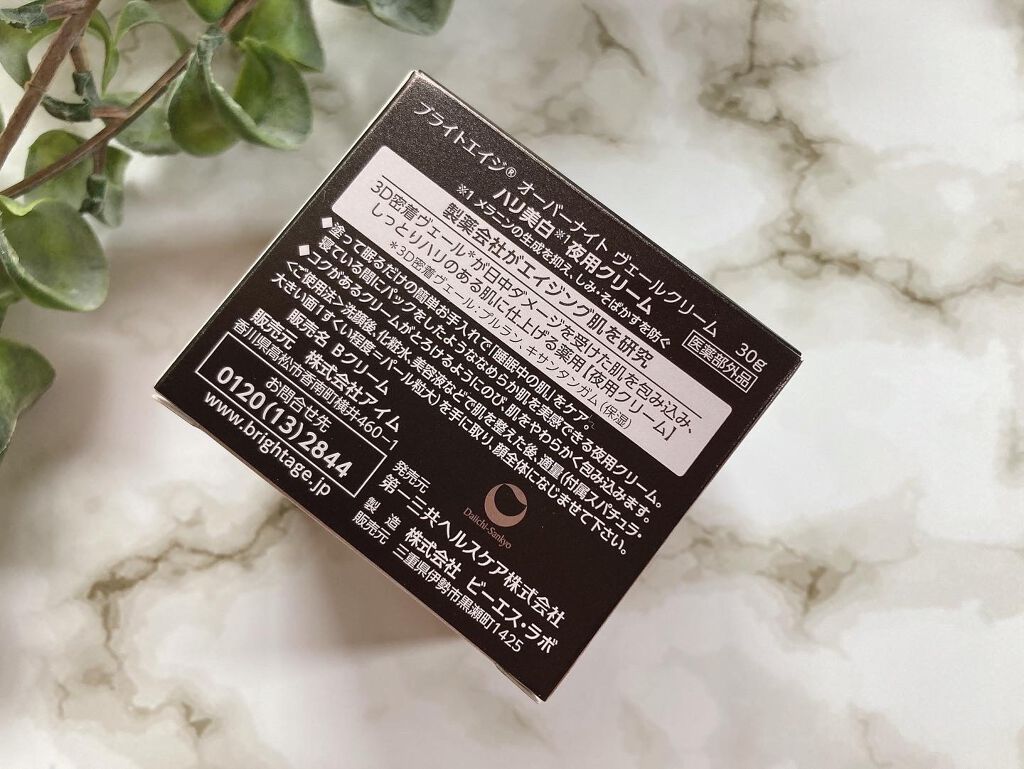 ブライトエイジ® オーバーナイト ヴェールクリーム 30g
ハリ美白※1夜用クリーム 医薬部外品
※1 メラニンの生成を抑え、しみ・そばかすを防ぐ
製薬会社がエイジング肌を研究
3D密着ヴェール*が日中ダメージを受けた肌を包み込み、
しっとりハリのある肌に仕上げる薬用【夜用クリーム】
*3D密着ヴェール:プルラン、キサンタンガム(保湿)
◆塗って眠るだけの簡単お手入れで「睡眠中の肌」をケア。
寝ている間にパックをしたようななめらか肌を実感できる夜用クリーム。
◆コクがあるクリームがとろけるようにのび、肌をやわらかく包み込みます。
<ご使用法>洗顔後、化粧水、美容液などで肌を整えた後、適量(付属スパチュラ・
大きい面1すくい程度=パール粒大)を手に取り、顔全体になじませて下さい。
販売名 Bクリーム
販売元 株式会社アイム
香川県高松市香南町横井460-1
お問合せ先
0120(13)2844
www.brightage.jp
Daiichi-Sankyo
発売元
第一三共ヘルスケア株式会社
製造
販売元 株式会社 ピーエス・ラボ
三重県伊勢市黒瀬町1425